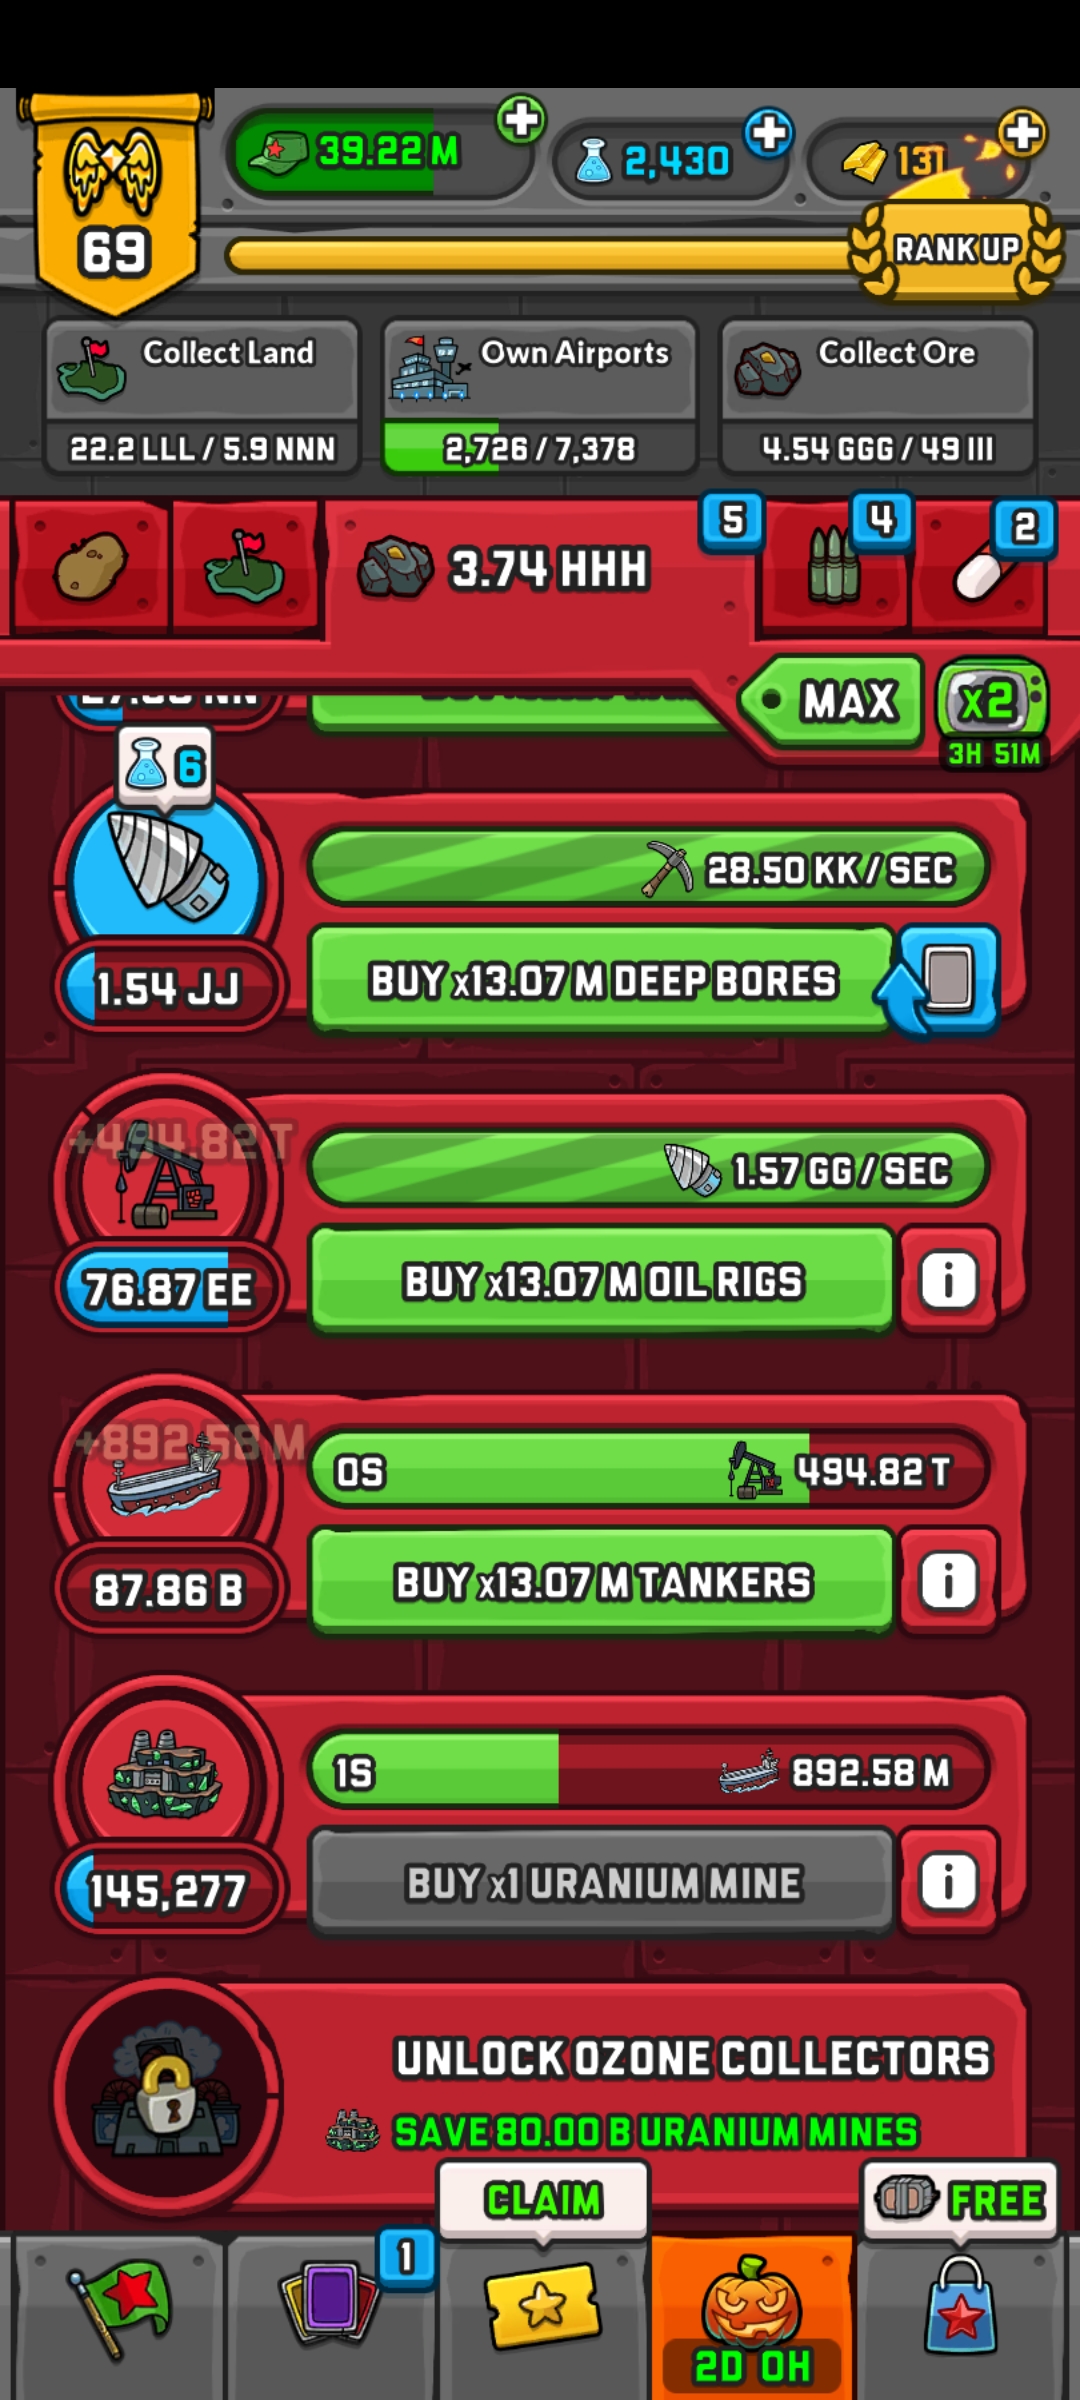 39.22 M
2,430
131
69
RANK UP
Collect Land
Own Airports
Collect Ore
22.2 LLL / 5.9 NNN
2,726 / 7,378
4.54 GGG / 49 III
5
4
2
3.74 HHH
MAX
x2
3H 51M
6
28.50 KK / SEC
1.54 JJ
BUY x13.07 M DEEP BORES
+494.82 T
1.57 GG / SEC
76.87 EE
BUY x13.07 M OIL RIGS
+892.58 M
0S
494.82 T
87.86 B
BUY x13.07 M TANKERS
1S
892.58 M
145,277
BUY x1 URANIUM MINE
UNLOCK OZONE COLLECTORS
SAVE 80.00 B URANIUM MINES
CLAIM
FREE
1
2D 0H